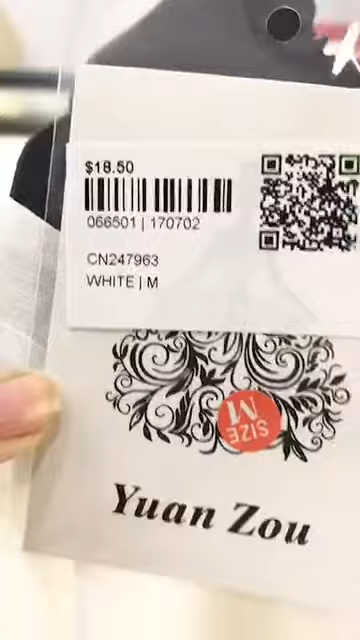 $18.50
066501 | 170702
CN247963
WHITE | M
SIZE
M
Yuan Zou